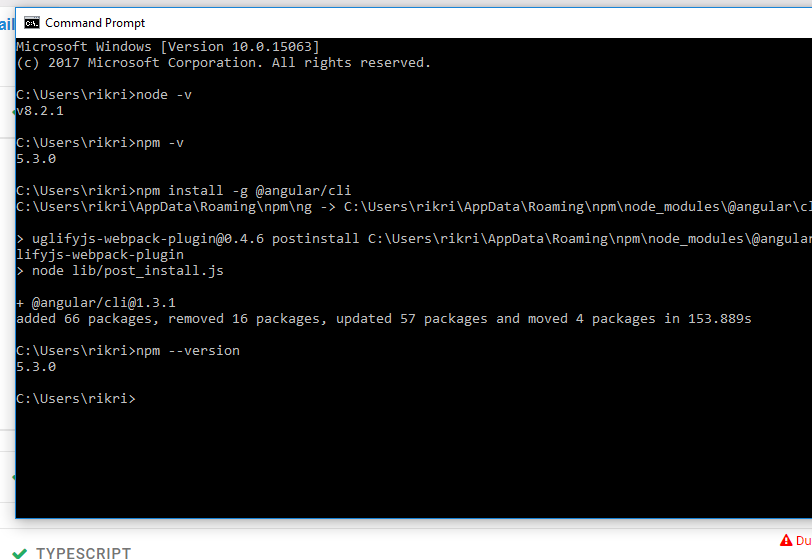 ail
Command Prompt
Microsoft Windows [Version 10.0.15063]
(c) 2017 Microsoft Corporation. All rights reserved.
C:\Users\rikri>node -v
v8.2.1
C:\Users\rikri>npm -v
5.3.0
C:\Users\rikri>npm install -g @angular/cli
C:\Users\rikri\AppData\Roaming\npm\ng -> C:\Users\rikri\AppData\Roaming\npm\node_modules\@angular\cl
> uglifyjs-webpack-plugin@0.4.6 postinstall C:\Users\rikri\AppData\Roaming\npm\node_modules\@angular
lifyjs-webpack-plugin
> node lib/post_install.js
+ @angular/cli@1.3.1
added 66 packages, removed 16 packages, updated 57 packages and moved 4 packages in 153.889s
C:\Users\rikri>npm --version
5.3.0
C:\Users\rikri>
TYPESCRIPT
Du